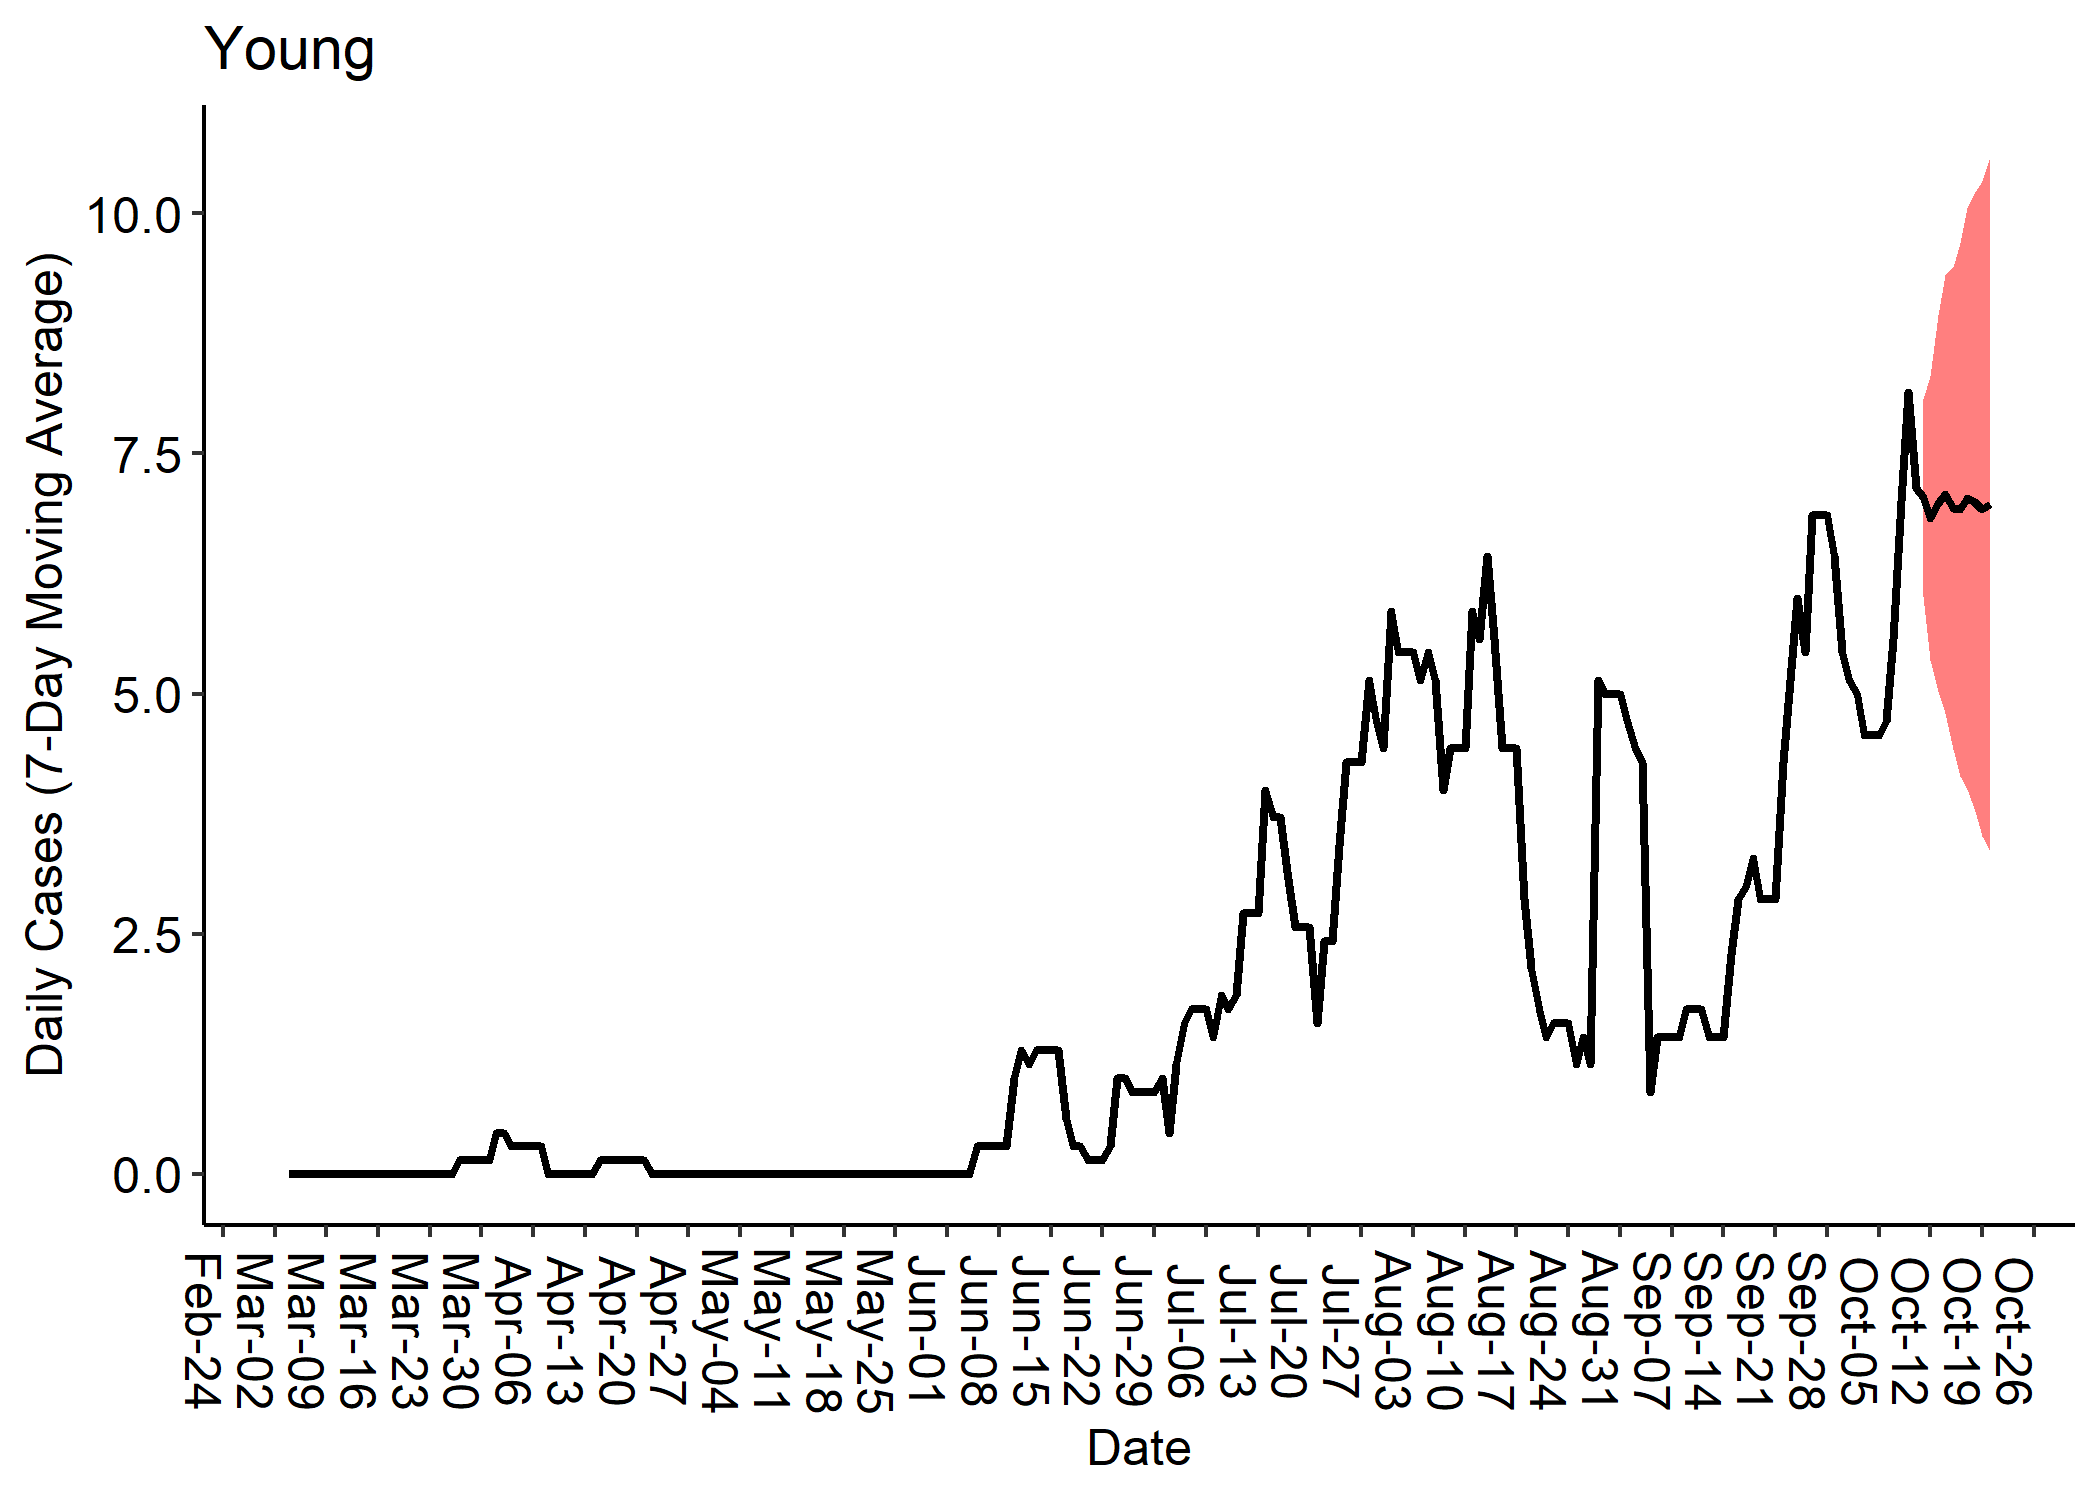 Young
Daily Cases (7-Day Moving Average)
10.0
7.5
5.0
2.5
0.0
Feb-24
Mar-02
Mar-09
Mar-16
Mar-23
Mar-30
Apr-06
Apr-13
Apr-20
Apr-27
May-04
May-11
May-18
May-25
Jun-01
Jun-08
Jun-15
Jun-22
Jun-29
Jul-06
Jul-13
Jul-20
Jul-27
Aug-03
Aug-10
Aug-17
Aug-24
Aug-31
Sep-07
Sep-14
Sep-21
Sep-28
Oct-05
Oct-12
Oct-19
Oct-26
Date